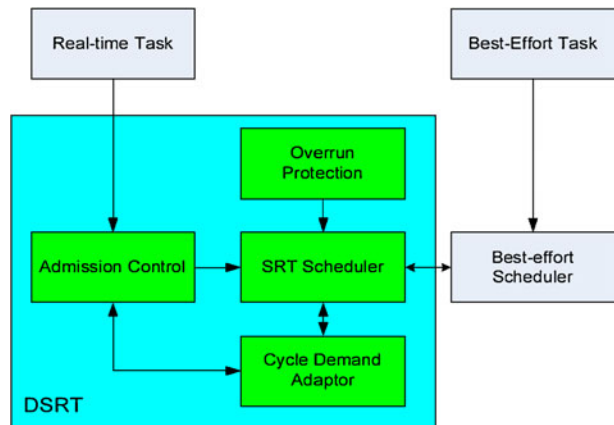 Real-time Task
Best-Effort Task
Overrun
Protection
Admission Control
SRT Scheduler
Best-effort
Scheduler
Cycle Demand
Adaptor
DSRT